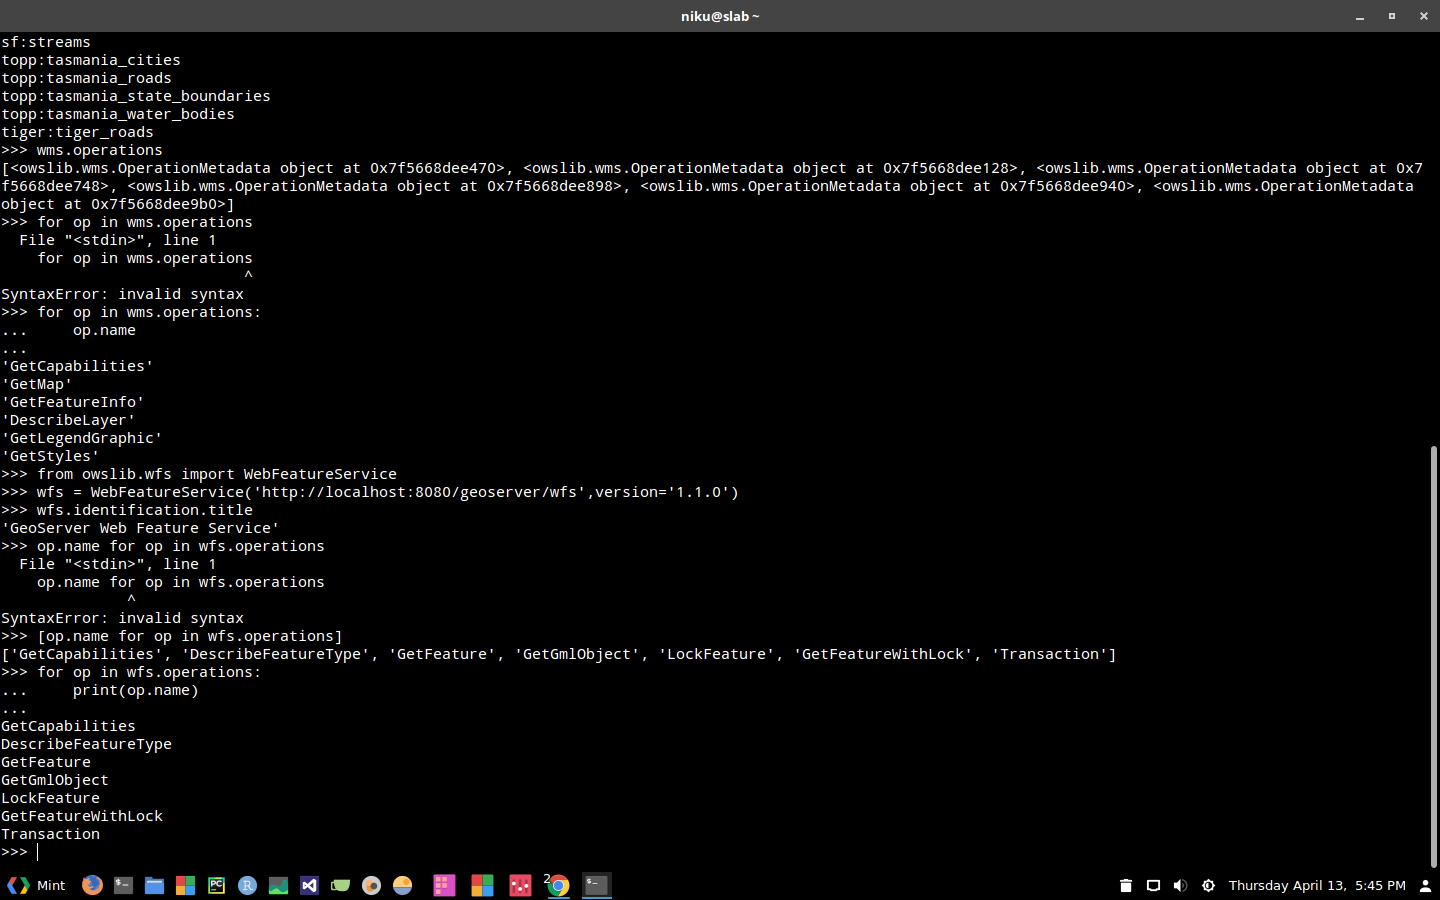 niku@slab ~
sf:streams
topp:tasmania_cities
topp:tasmania_roads
topp:tasmania_state_boundaries
topp:tasmania_water_bodies
tiger:tiger_roads
>>> wms.operations
[<owslib.wms.OperationMetadata object at 0x7f5668dee470>, <owslib.wms.OperationMetadata object at 0x7f5668dee128>, <owslib.wms.OperationMetadata object at 0x7
f5668dee748>, <owslib.wms.OperationMetadata object at 0x7f5668dee898>, <owslib.wms.OperationMetadata object at 0x7f5668dee940>, <owslib.wms.OperationMetadata
object at 0x7f5668dee9b0>]
>>> for op in wms.operations
  File "<stdin>", line 1
    for op in wms.operations
                           ^
SyntaxError: invalid syntax
>>> for op in wms.operations:
...     op.name
...
'GetCapabilities'
'GetMap'
'GetFeatureInfo'
'DescribeLayer'
'GetLegendGraphic'
'GetStyles'
>>> from owslib.wfs import WebFeatureService
>>> wfs = WebFeatureService('http://localhost:8080/geoserver/wfs',version='1.1.0')
>>> wfs.identification.title
'GeoServer Web Feature Service'
>>> op.name for op in wfs.operations
  File "<stdin>", line 1
    op.name for op in wfs.operations
              ^
SyntaxError: invalid syntax
>>> [op.name for op in wfs.operations]
['GetCapabilities', 'DescribeFeatureType', 'GetFeature', 'GetGmlObject', 'LockFeature', 'GetFeatureWithLock', 'Transaction']
>>> for op in wfs.operations:
...     print(op.name)
...
GetCapabilities
DescribeFeatureType
GetFeature
GetGmlObject
LockFeature
GetFeatureWithLock
Transaction
>>>
Mint $_ PC R 2 $_ Thursday April 13, 5:45 PM